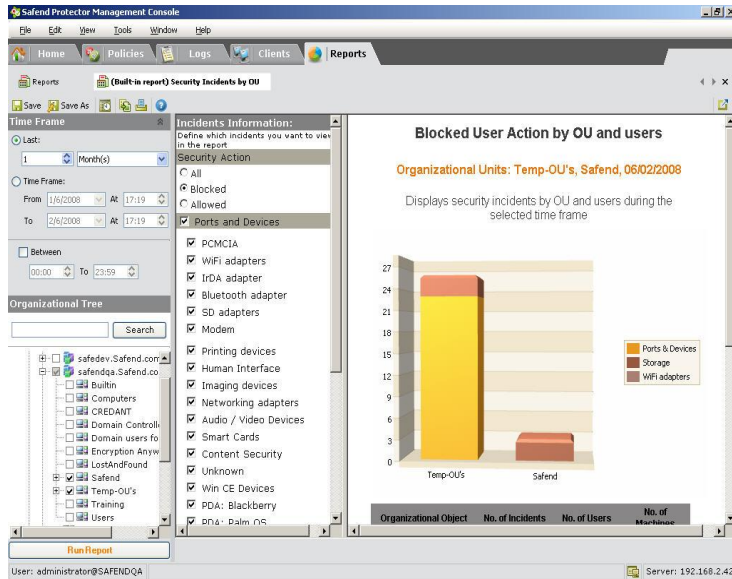 Safend Protector Management Console
File Edit View Tools Window Help
Home Policies Logs Clients Reports
Reports (Built-in report) Security Incidents by OU
Save Save As
Time Frame
Last:
1 Month(s)
Time Frame:
From 1/6/2008 At 17:19
To 2/6/2008 At 17:19
Between
00:00 To 23:59
Organizational Tree
Search
safedev.Safend.com
safendqa.Safend.co
Builtin
Computers
CREDANT
Domain Controll
Domain users fo
Encryption Anyw
LostAndFound
Safend
Temp-OU's
Training
Users
Run Report
Incidents Information:
Define which incidents you want to view
in the report
Security Action
All
Blocked
Allowed
Ports and Devices
PCMCIA
WiFi adapters
IrDA adapter
Bluetooth adapter
SD adapters
Modem
Printing devices
Human Interface
Imaging devices
Networking adapters
Audio / Video Devices
Smart Cards
Content Security
Unknown
Win CE Devices
PDA: Blackberry
PDA: Palm OS
Blocked User Action by OU and users
Organizational Units: Temp-OU's, Safend, 06/02/2008
Displays security incidents by OU and users during the
selected time frame
27
24
21
18
15
12
9
6
3
0
Temp-OU's Safend
Ports & Devices
Storage
WiFi adapters
Organizational Object No. of Incidents No. of Users No. of
Machines
User: administrator@SAFENDQA Server: 192.168.2.42